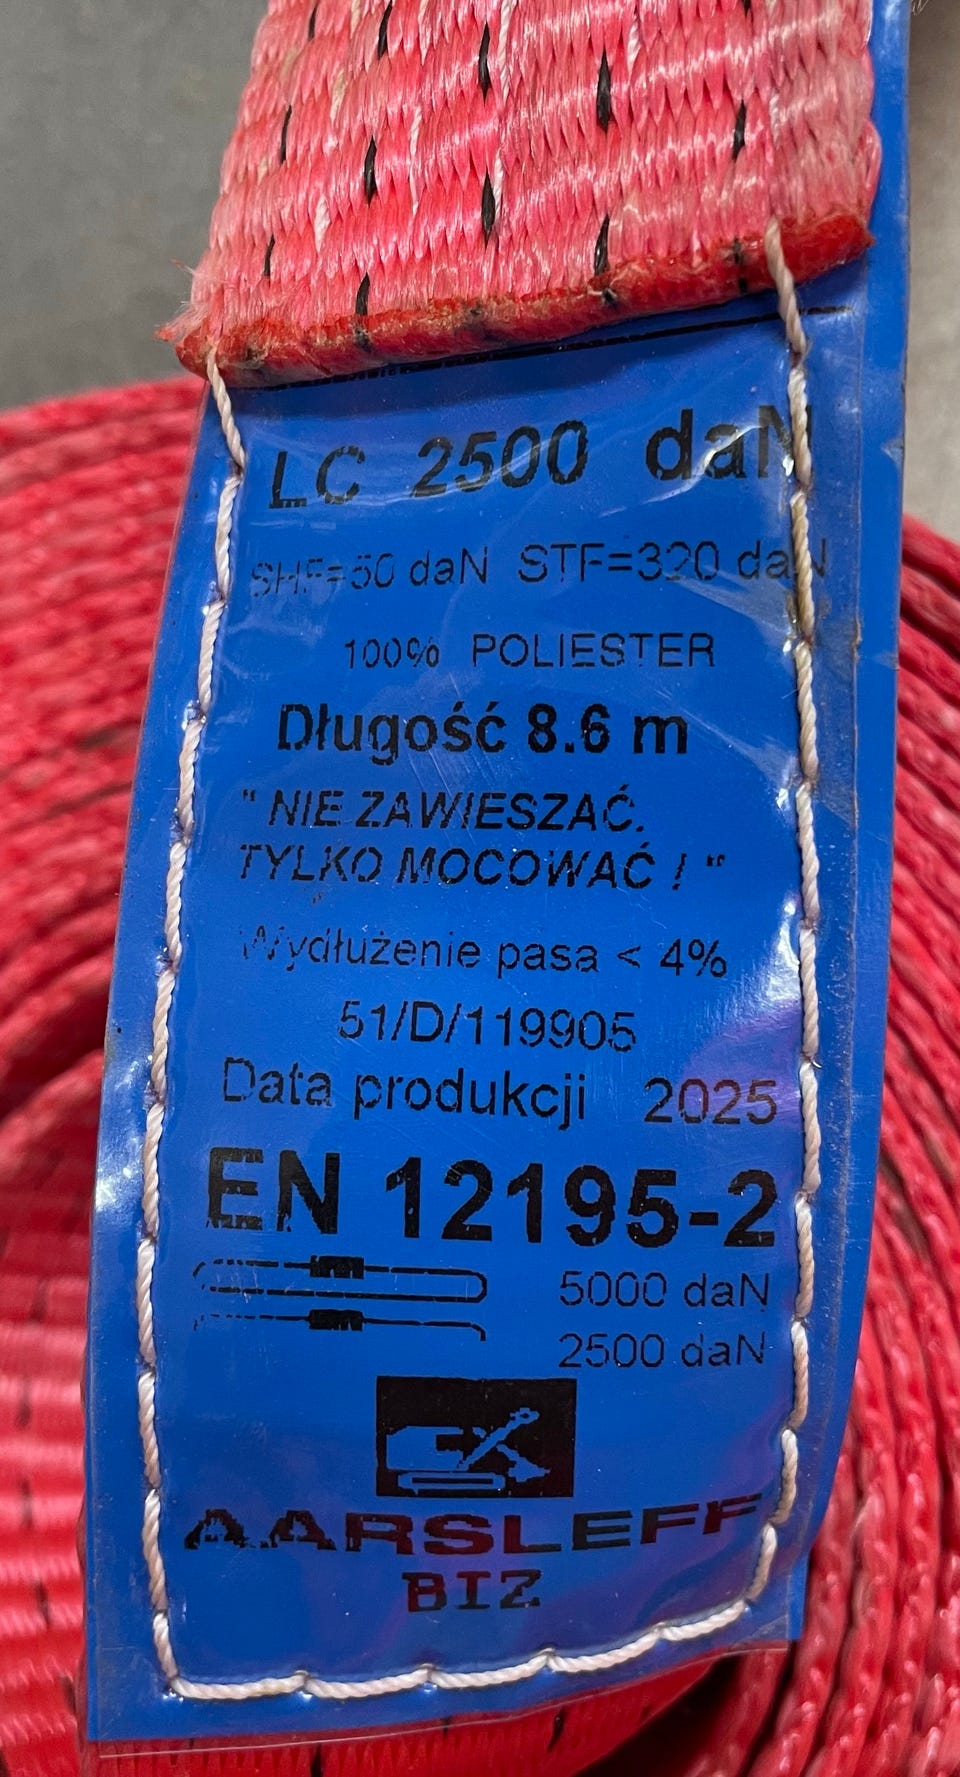 LC 2500 daN
SHF=50 daN STF=320 daN
100% POLIESTER
Długość 8.6 m
" NIE ZAWIESZAĆ.
TYLKO MOCOWAĆ ! "
Wydłużenie pasa < 4%
51/D/119905
Data produkcji 2025
EN 12195-2
5000 daN
2500 daN
AARSLEFF
BIZ